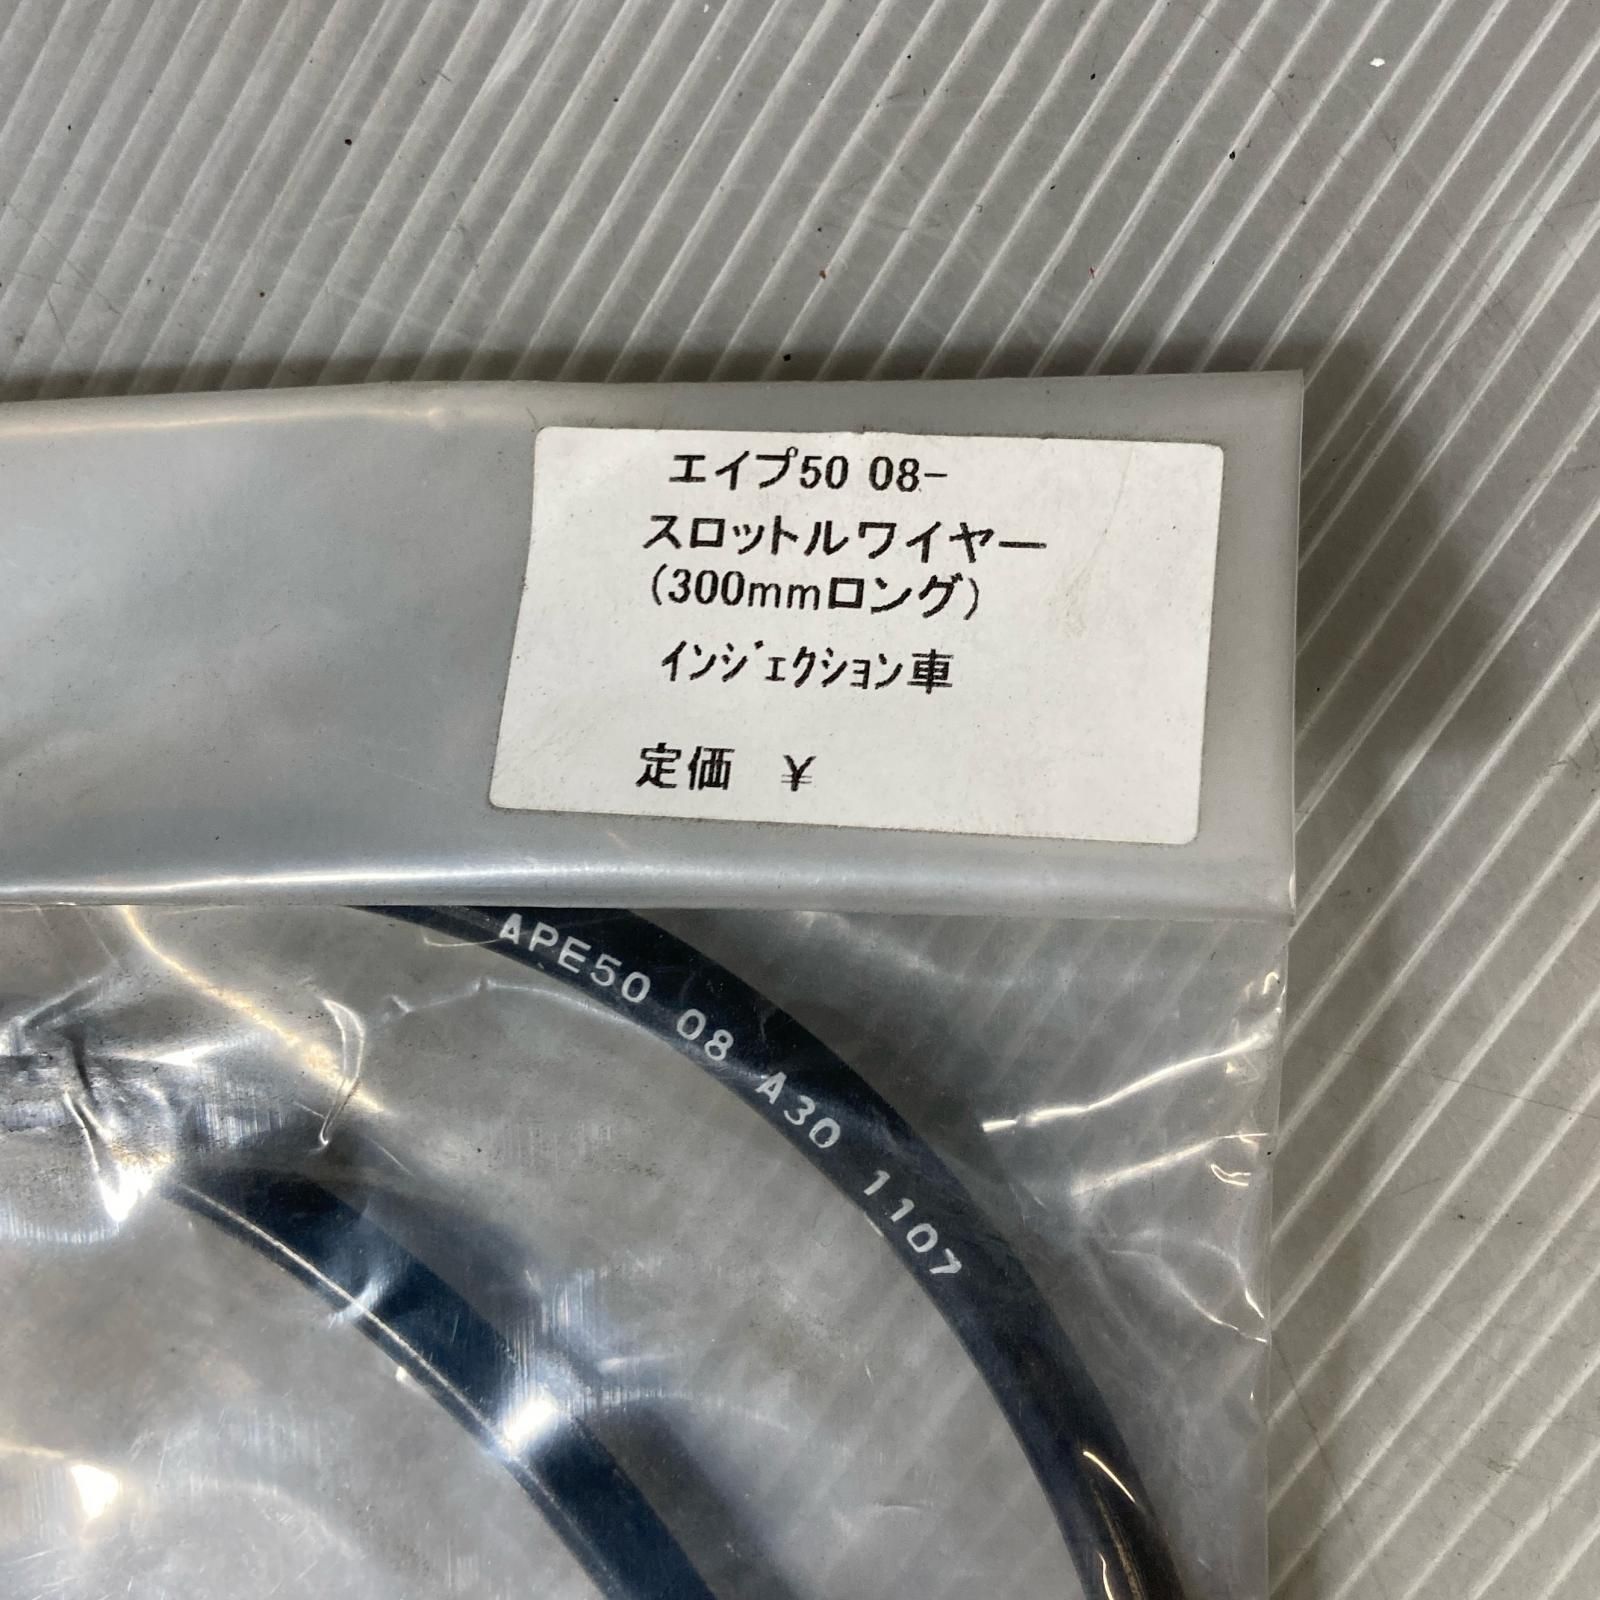 エイプ50 08-
スロットルワイヤー
(300mmロング)
ｲﾝｼﾞｪｸｼｮﾝ車
定価 ¥
APE50 08 A30 1107